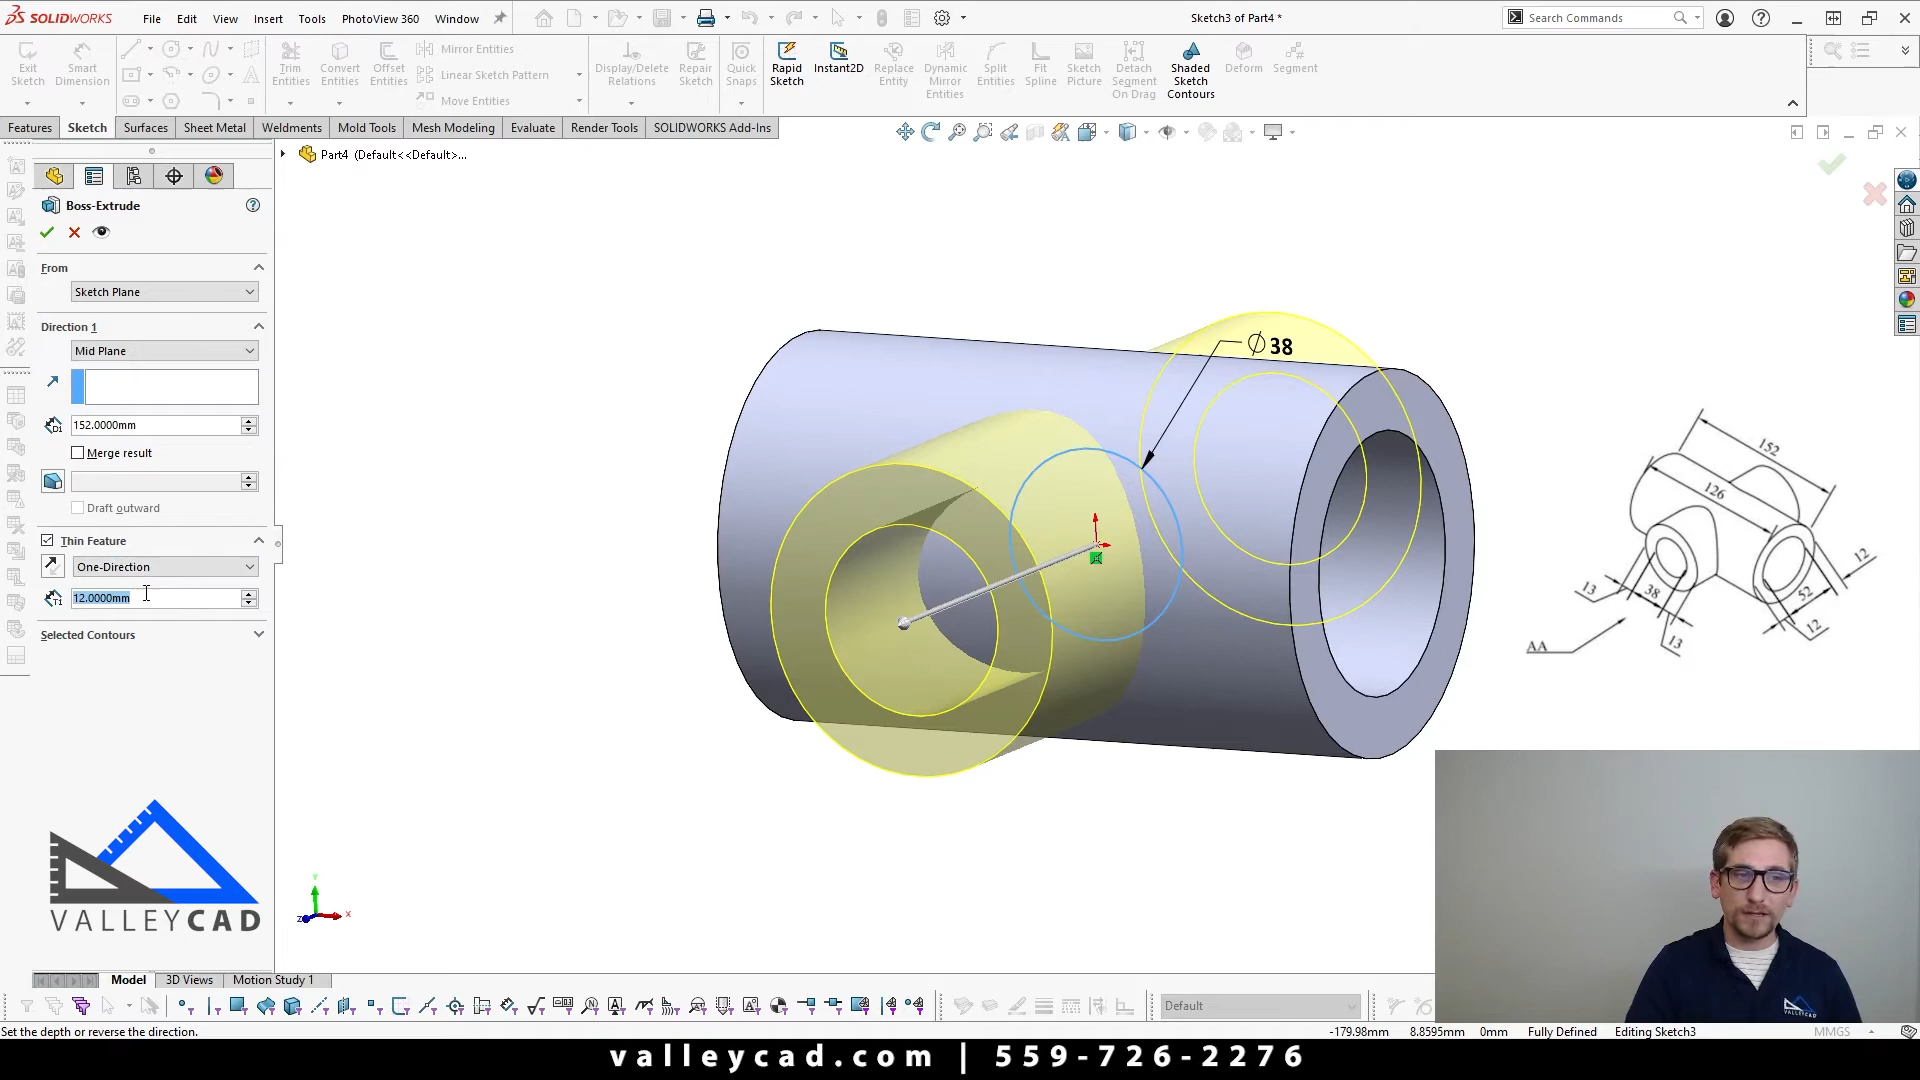 SOLIDWORKS File Edit View Insert Tools PhotoView 360 Window Sketch3 of Part4 * Search Commands
Exit Sketch Smart Dimension Trim Entities Convert Entities Offset Entities Mirror Entities Linear Sketch Pattern Move Entities Display/Delete Relations Repair Sketch Quick Snaps Rapid Sketch Instant2D Replace Entity Dynamic Mirror Entities Split Entities Fit Spline Sketch Picture Detach Segment On Drag Shaded Sketch Contours Deform Segment
Features Sketch Surfaces Sheet Metal Weldments Mold Tools Mesh Modeling Evaluate Render Tools SOLIDWORKS Add-Ins
Part4 (Default<<Default>...
Boss-Extrude
From
Sketch Plane
Direction 1
Mid Plane
D1 152.0000mm
Merge result
Draft outward
Thin Feature
One-Direction
T1 12.0000mm
Selected Contours
∅38
152
126
12
13
38
52
13
12
AA
VALLEYCAD
Y
X
Z
Model 3D Views Motion Study 1
Default
Set the depth or reverse the direction. -179.98mm 8.8595mm 0mm Fully Defined Editing Sketch3 MMGS
VALLEYCAD
valleycad.com | 559-726-2276